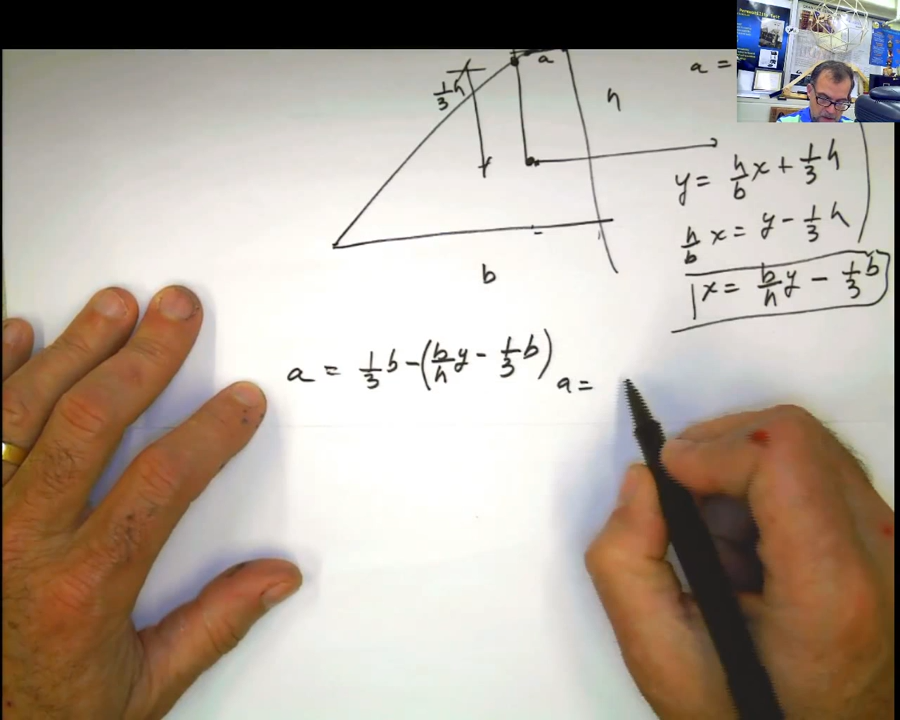 a
a =
1/3 h
h
y = h/b x + 1/3 h
h/b x = y - 1/3 h
x = b/h y - 1/3 b
b
a = 1/3 b - (b/h y - 1/3 b)
a =